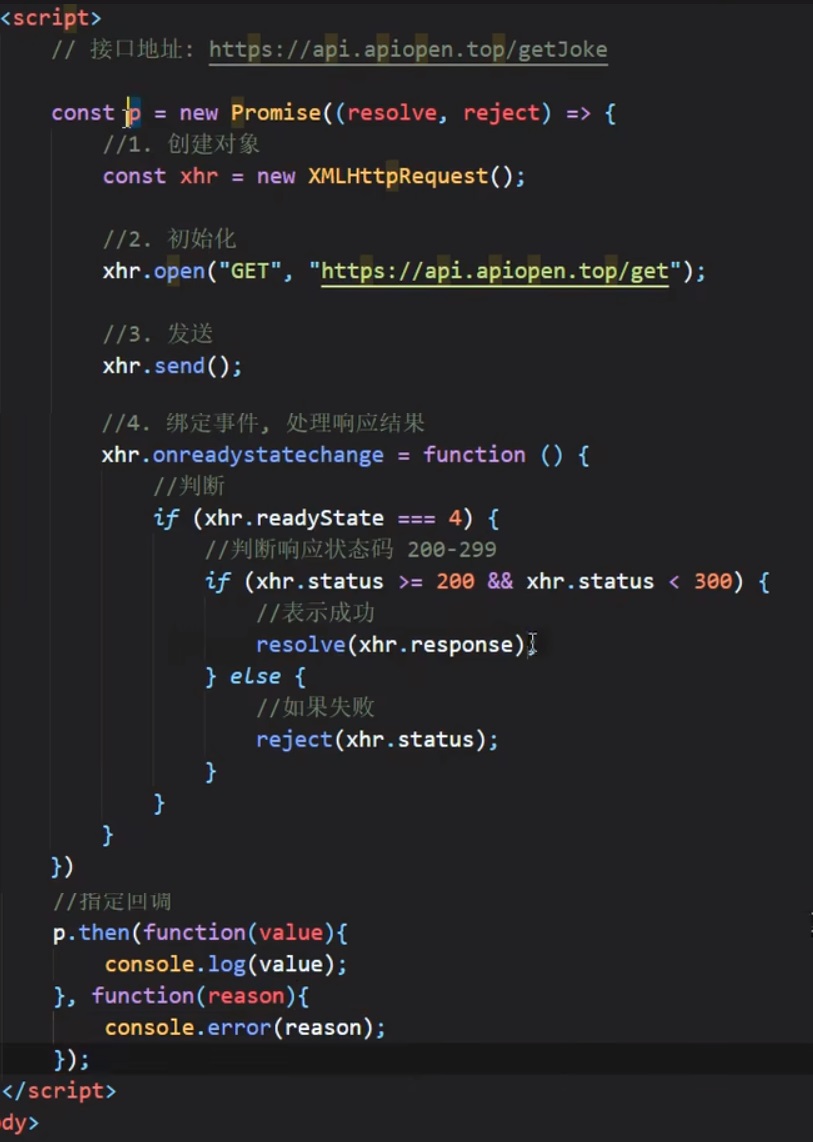 <script>
// 接口地址: https://api.apiopen.top/getJoke
const p = new Promise((resolve, reject) => {
//1. 创建对象
const xhr = new XMLHttpRequest();
//2. 初始化
xhr.open("GET", "https://api.apiopen.top/get");
//3. 发送
xhr.send();
//4. 绑定事件, 处理响应结果
xhr.onreadystatechange = function () {
//判断
if (xhr.readyState === 4) {
//判断响应状态码 200-299
if (xhr.status >= 200 && xhr.status < 300) {
//表示成功
resolve(xhr.response);
} else {
//如果失败
reject(xhr.status);
}
}
}
})
//指定回调
p.then(function(value){
console.log(value);
}, function(reason){
console.error(reason);
});
</script>
dy>